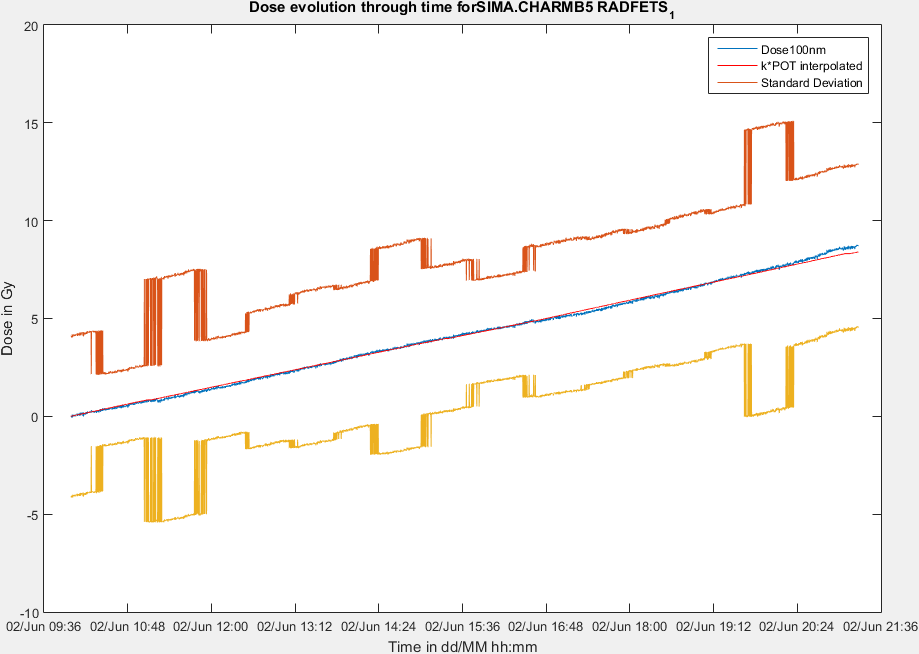 Dose evolution through time forSIMA.CHARMB5 RADFETS1
20
15
10
5
0
-5
-10
Dose in Gy
Dose100nm
k*POT interpolated
Standard Deviation
02/Jun 09:36 02/Jun 10:48 02/Jun 12:00 02/Jun 13:12 02/Jun 14:24 02/Jun 15:36 02/Jun 16:48 02/Jun 18:00 02/Jun 19:12 02/Jun 20:24 02/Jun 21:36
Time in dd/MM hh:mm